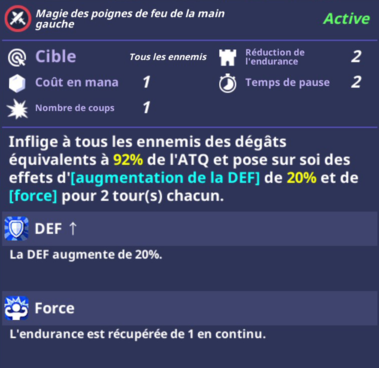 Magie des poignes de feu de la main
gauche
Active
Cible Tous les ennemis
Réduction de
l'endurance 2
Coût en mana 1
Temps de pause 2
Nombre de coups 1
Inflige à tous les ennemis des dégâts
équivalents à 92% de l'ATQ et pose sur soi des
effets d'[augmentation de la DEF] de 20% et de
[force] pour 2 tour(s) chacun.
DEF ↑
La DEF augmente de 20%.
Force
L'endurance est récupérée de 1 en continu.